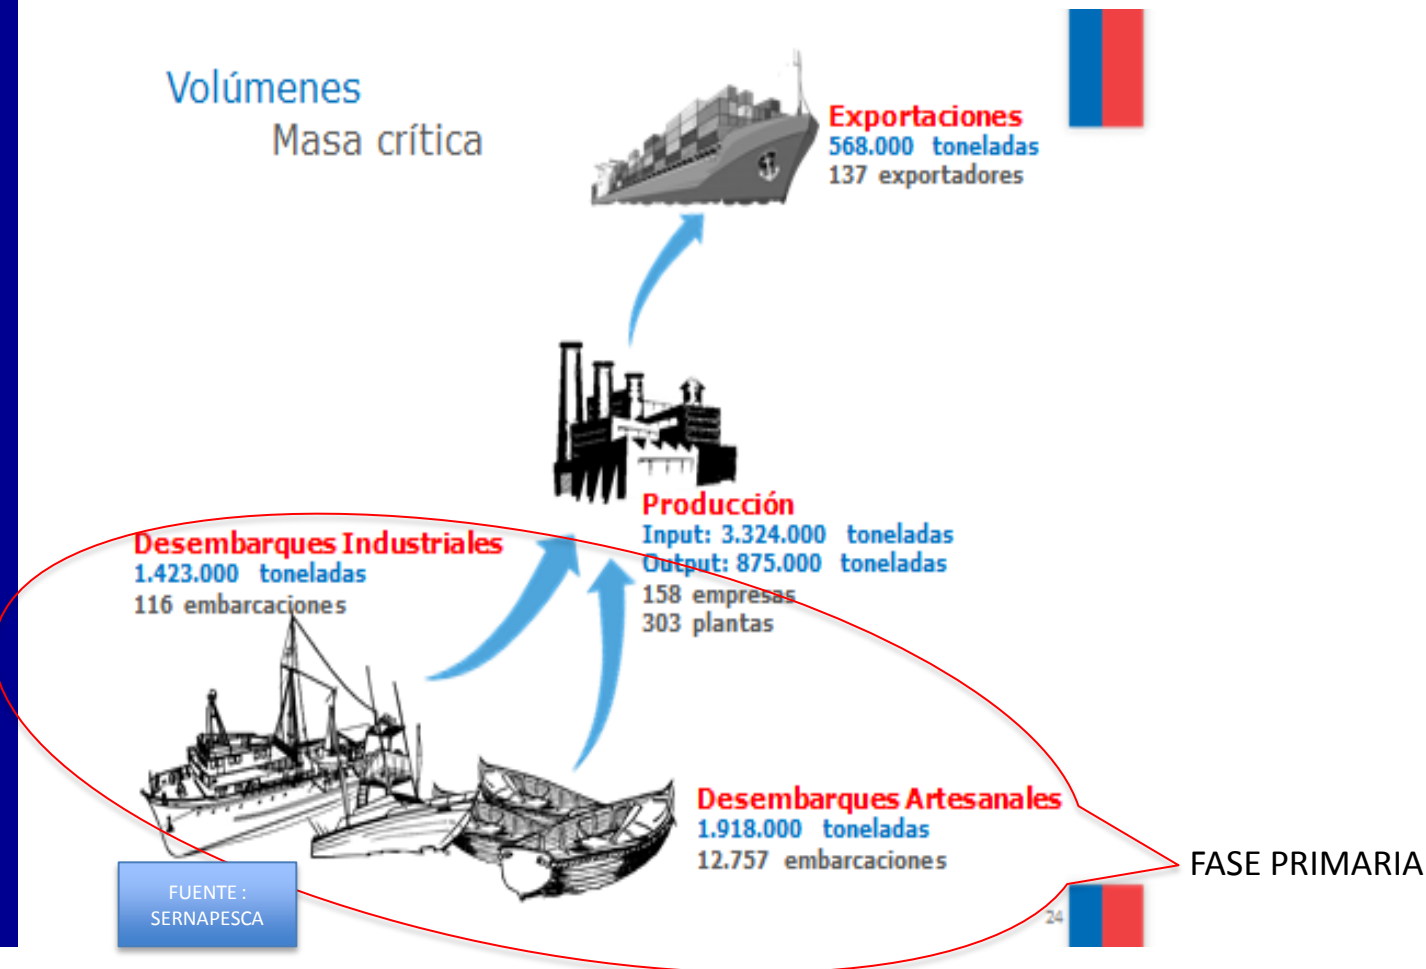 Volúmenes
Masa crítica
Exportaciones
568.000 toneladas
137 exportadores
Producción
Input: 3.324.000 toneladas
Output: 875.000 toneladas
158 empresas
303 plantas
Desembarques Industriales
1.423.000 toneladas
116 embarcaciones
Desembarques Artesanales
1.918.000 toneladas
12.757 embarcaciones
FASE PRIMARIA
FUENTE :
SERNAPESCA
24